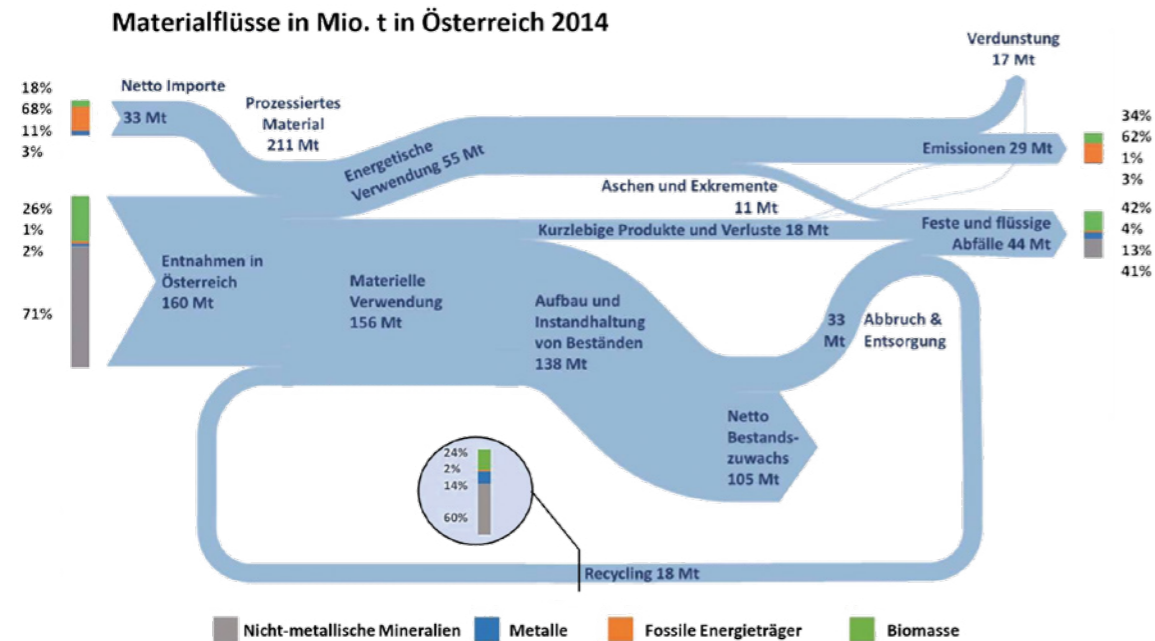 Materialflüsse in Mio. t in Österreich 2014
Verdunstung
17 Mt
18%
68%
11%
3%
Netto Importe
33 Mt
Prozessiertes
Material
211 Mt
Energetische
Verwendung 55 Mt
Emissionen 29 Mt
34%
62%
1%
3%
Aschen und Exkremente
11 Mt
Kurzlebige Produkte und Verluste 18 Mt
Feste und flüssige
Abfälle 44 Mt
42%
4%
13%
41%
26%
1%
2%
71%
Entnahmen in
Österreich
160 Mt
Materielle
Verwendung
156 Mt
Aufbau und
Instandhaltung
von Beständen
138 Mt
33
Mt
Abbruch &
Entsorgung
Netto
Bestands-
zuwachs
105 Mt
24%
2%
14%
60%
Recycling 18 Mt
Nicht-metallische Mineralien
Metalle
Fossile Energieträger
Biomasse